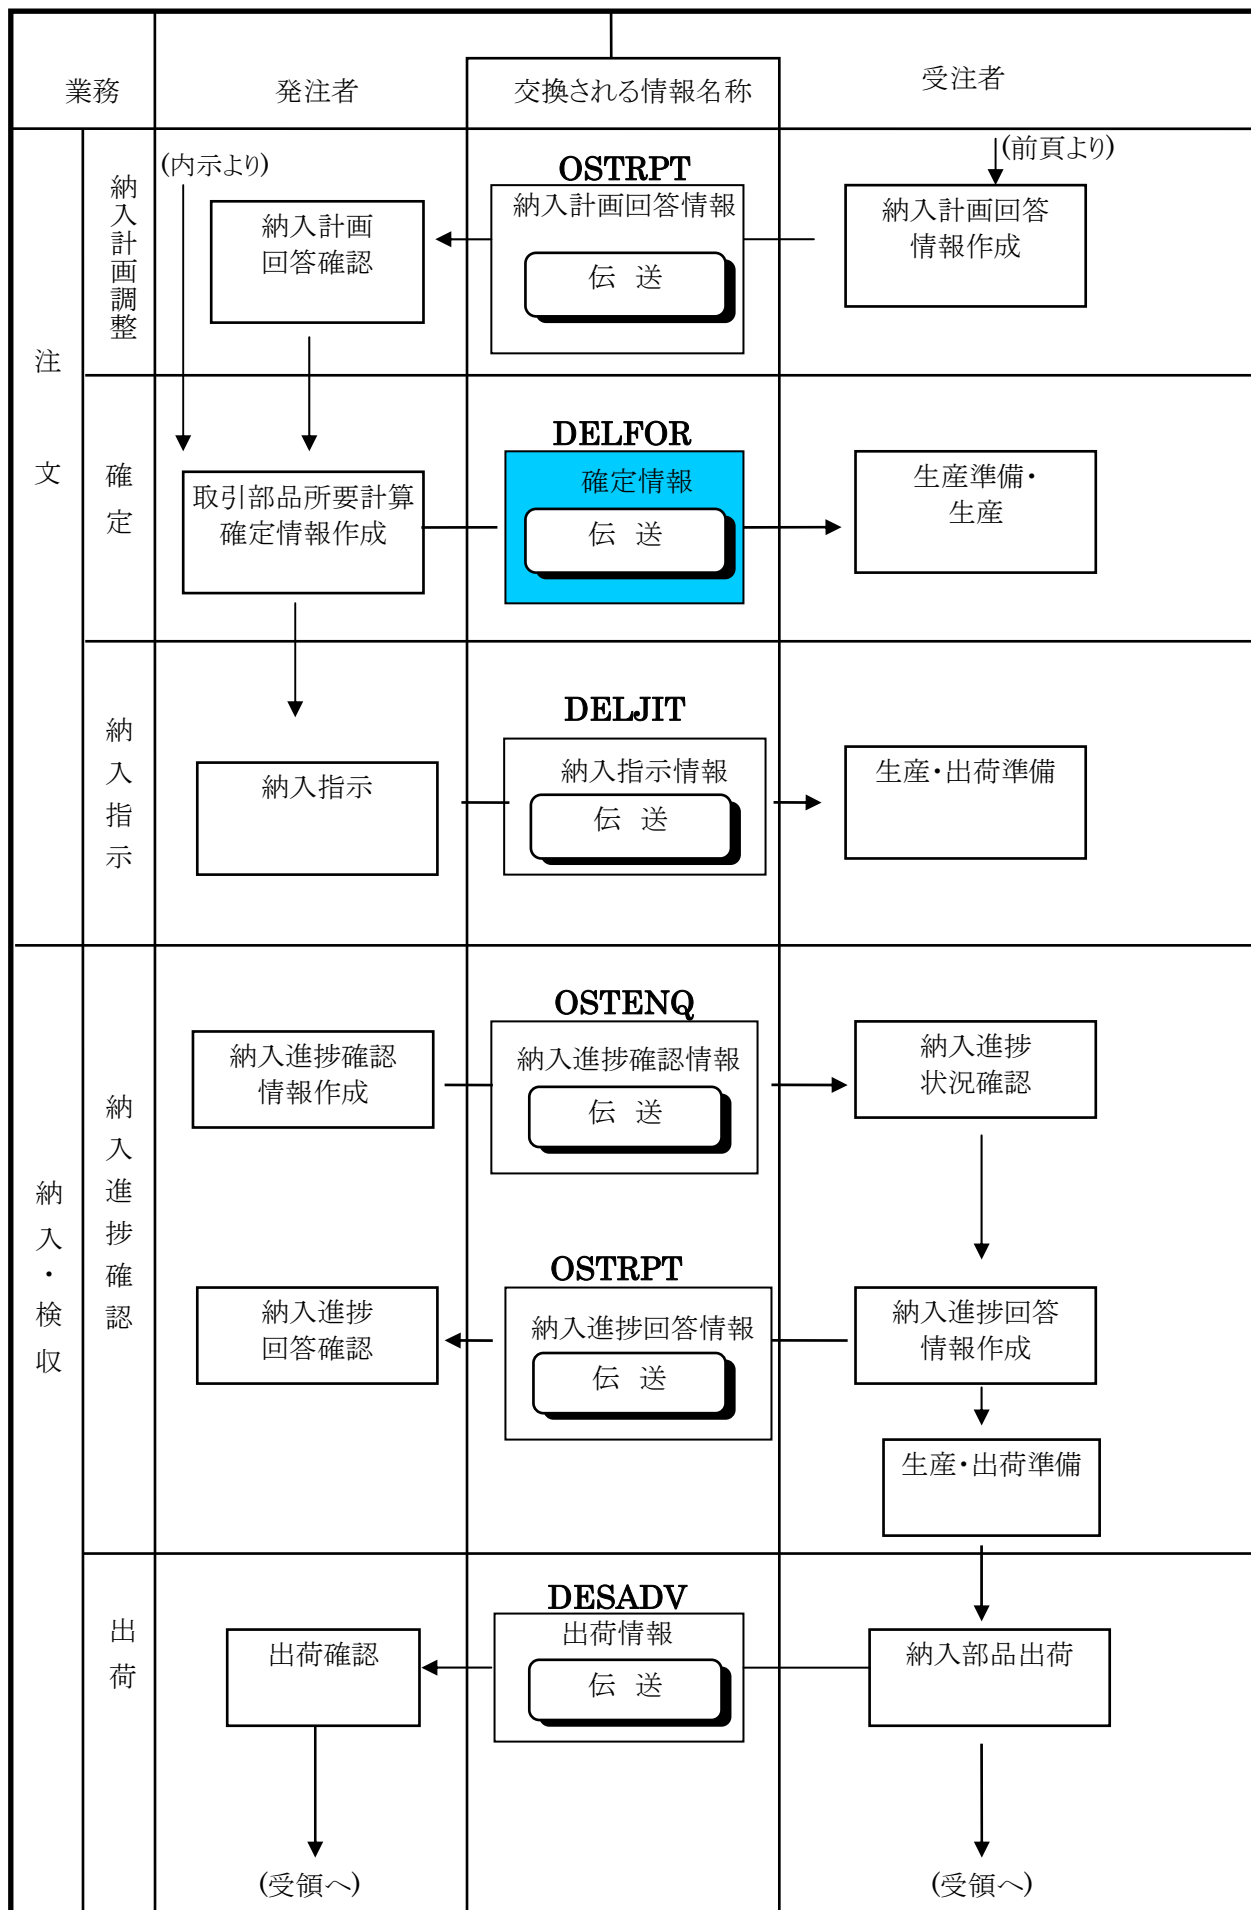 業務
発注者
交換される情報名称
受注者
注文
納入計画調整
(内示より)
納入計画
回答確認
OSTRPT
納入計画回答情報
伝 送
(前頁より)
納入計画回答
情報作成
確定
取引部品所要計算
確定情報作成
DELFOR
確定情報
伝 送
生産準備・
生産
納入指示
納入指示
DELJIT
納入指示情報
伝 送
生産・出荷準備
納入・検収
納入進捗確認
納入進捗確認
情報作成
OSTENQ
納入進捗確認情報
伝 送
納入進捗
状況確認
納入進捗
回答確認
OSTRPT
納入進捗回答情報
伝 送
納入進捗回答
情報作成
生産・出荷準備
出荷
出荷確認
DESADV
出荷情報
伝 送
納入部品出荷
(受領へ)
(受領へ)